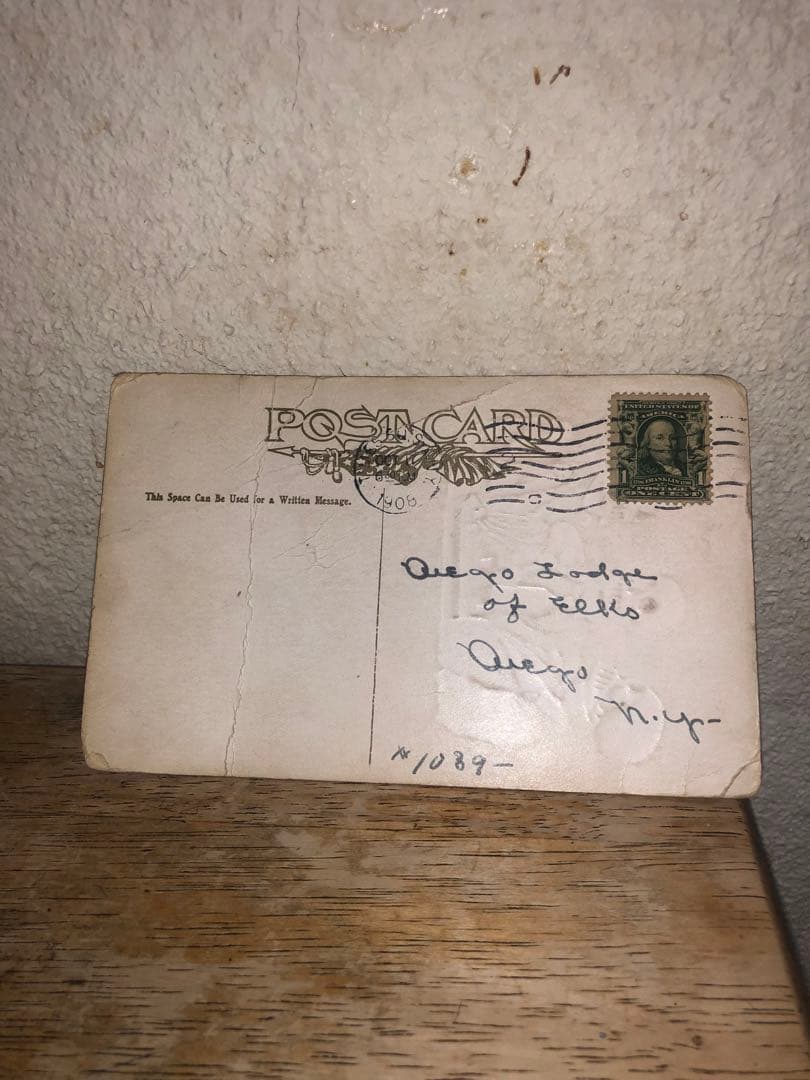 POST CARD
UNITED STATES OF
AMERICA
1 FRANKLIN
POSTAGE
ONE CENT
1908
This Space Can Be Used for a Written Message.
Owego Lodge
of Elks
Owego
N.Y-
#1039-